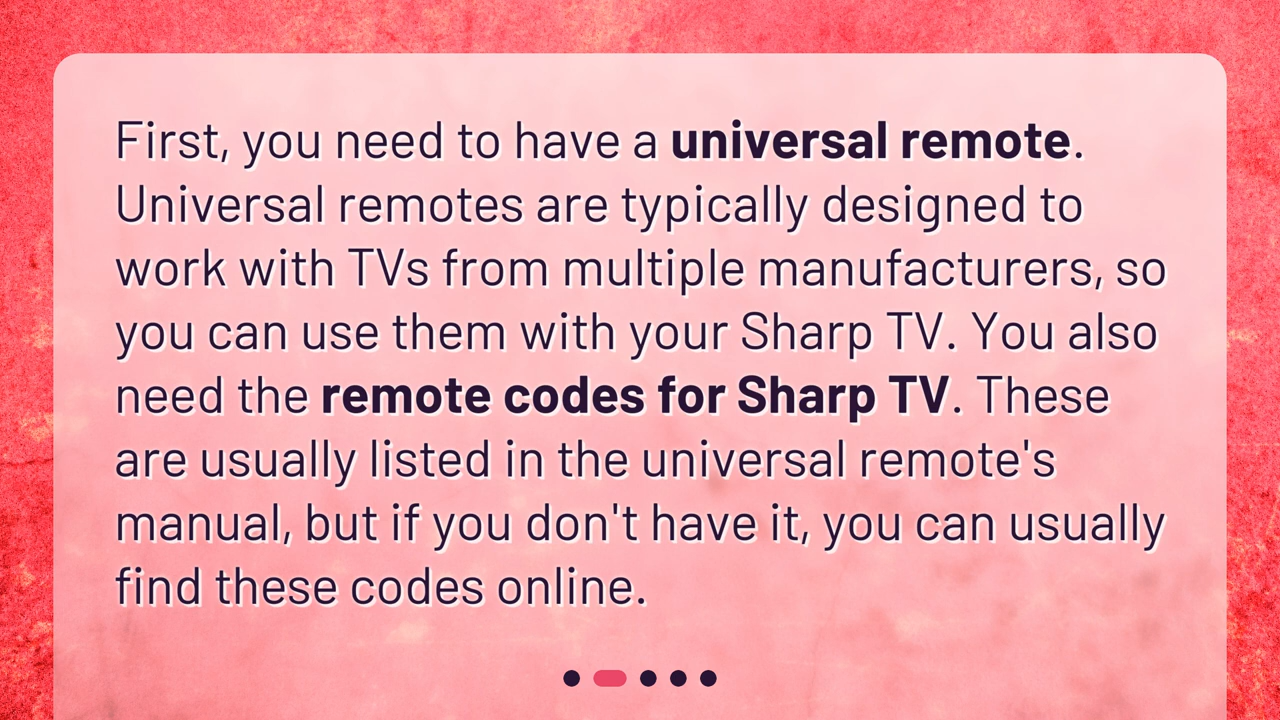 First, you need to have a universal remote.
Universal remotes are typically designed to
work with TVs from multiple manufacturers, so
you can use them with your Sharp TV. You also
need the remote codes for Sharp TV. These
are usually listed in the universal remote's
manual, but if you don't have it, you can usually
find these codes online.